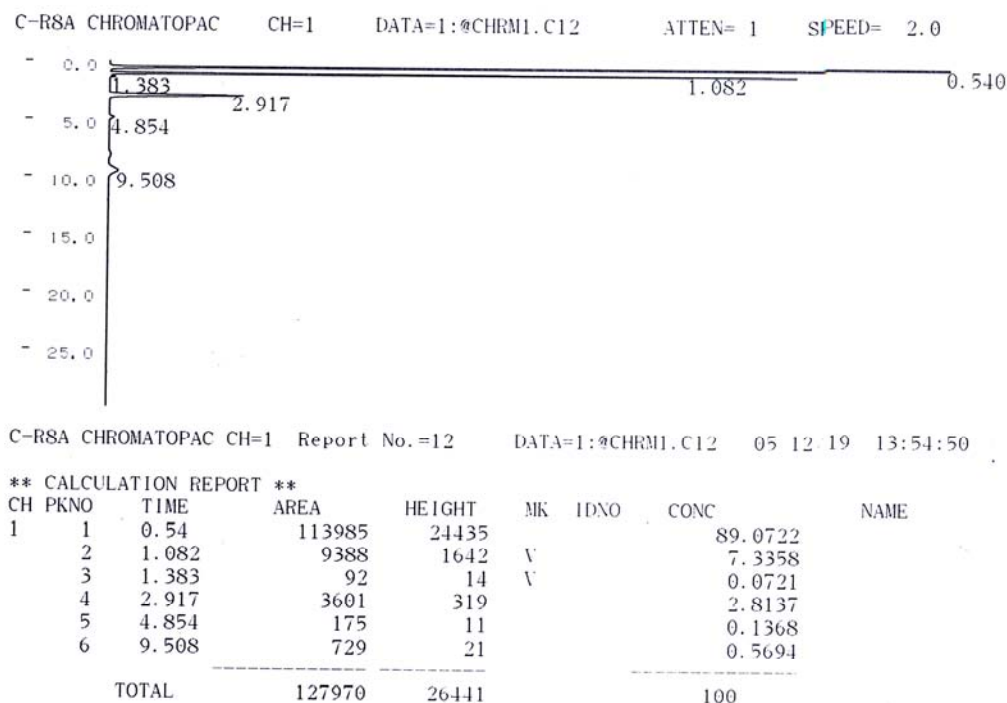 C-R8A CHROMATOPAC CH=1 DATA=1:@CHRM1.C12 ATTEN= 1 SPEED= 2.0
0.0
0.540
1.383 1.082
2.917
5.0 4.854
10.0 9.508
15.0
20.0
25.0
C-R8A CHROMATOPAC CH=1 Report No.=12 DATA=1:@CHRM1.C12 05 12 19 13:54:50
** CALCULATION REPORT **
CH PKNO TIME AREA HEIGHT MK IDNO CONC NAME
1 1 0.54 113985 24435 89.0722
2 1.082 9388 1642 V 7.3358
3 1.383 92 14 V 0.0721
4 2.917 3601 319 2.8137
5 4.854 175 11 0.1368
6 9.508 729 21 0.5694
TOTAL 127970 26441 100